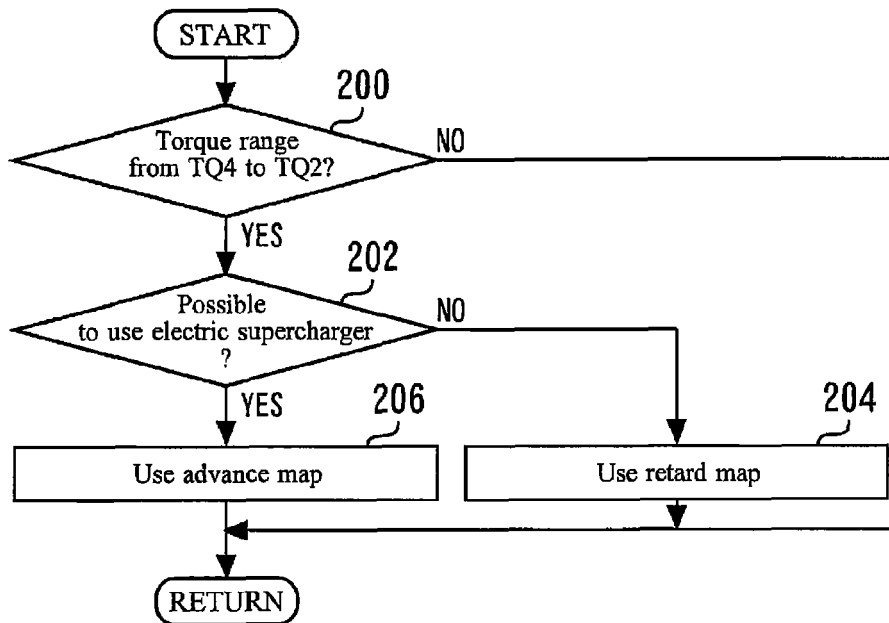 START
200
Torque range
from TQ4 to TQ2?
NO
YES
202
Possible
to use electric supercharger
?
NO
YES
206
204
Use advance map
Use retard map
RETURN